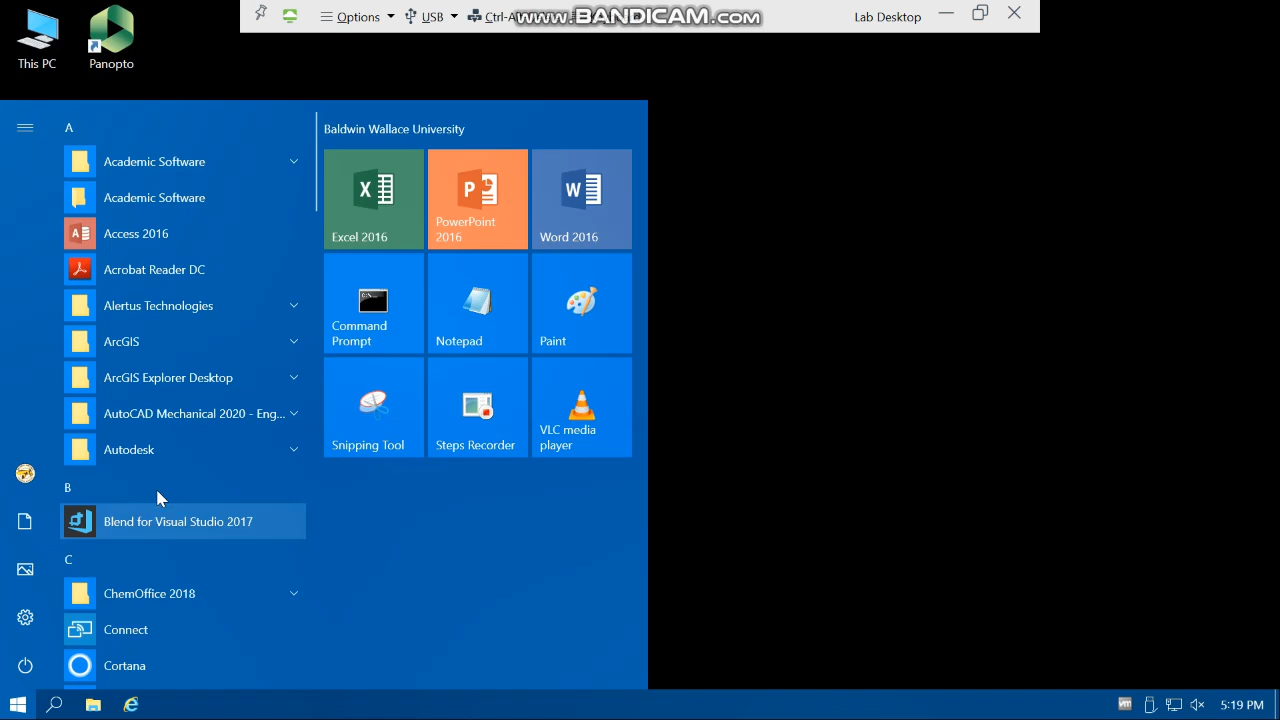 This PC
Panopto
Options
USB
Ctrl-A
WWW.BANDICAM.COM
Lab Desktop
A
Academic Software
Academic Software
Access 2016
Acrobat Reader DC
Alertus Technologies
ArcGIS
ArcGIS Explorer Desktop
AutoCAD Mechanical 2020 - Eng...
Autodesk
B
Blend for Visual Studio 2017
C
ChemOffice 2018
Connect
Cortana
Baldwin Wallace University
Excel 2016
PowerPoint
2016
Word 2016
Command
Prompt
Notepad
Paint
Snipping Tool
Steps Recorder
VLC media
player
5:19 PM